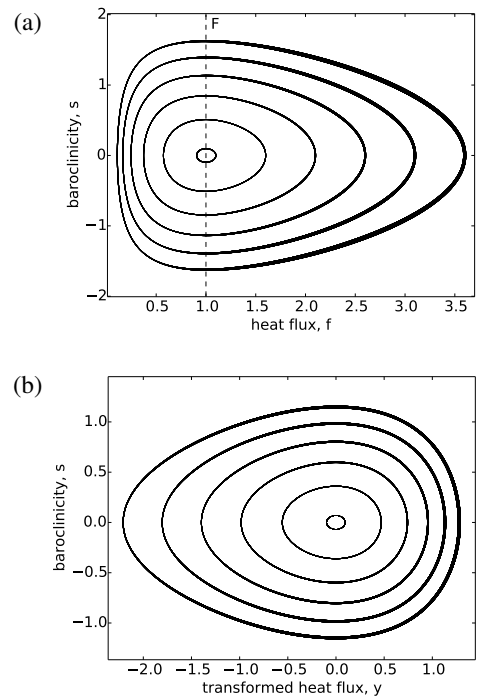 (a)
F
baroclinicity, s
2
1
0
−1
−2
0.5 1.0 1.5 2.0 2.5 3.0 3.5
heat flux, f
(b)
baroclinicity, s
1.0
0.5
0.0
−0.5
−1.0
−2.0 −1.5 −1.0 −0.5 0.0 0.5 1.0
transformed heat flux, y